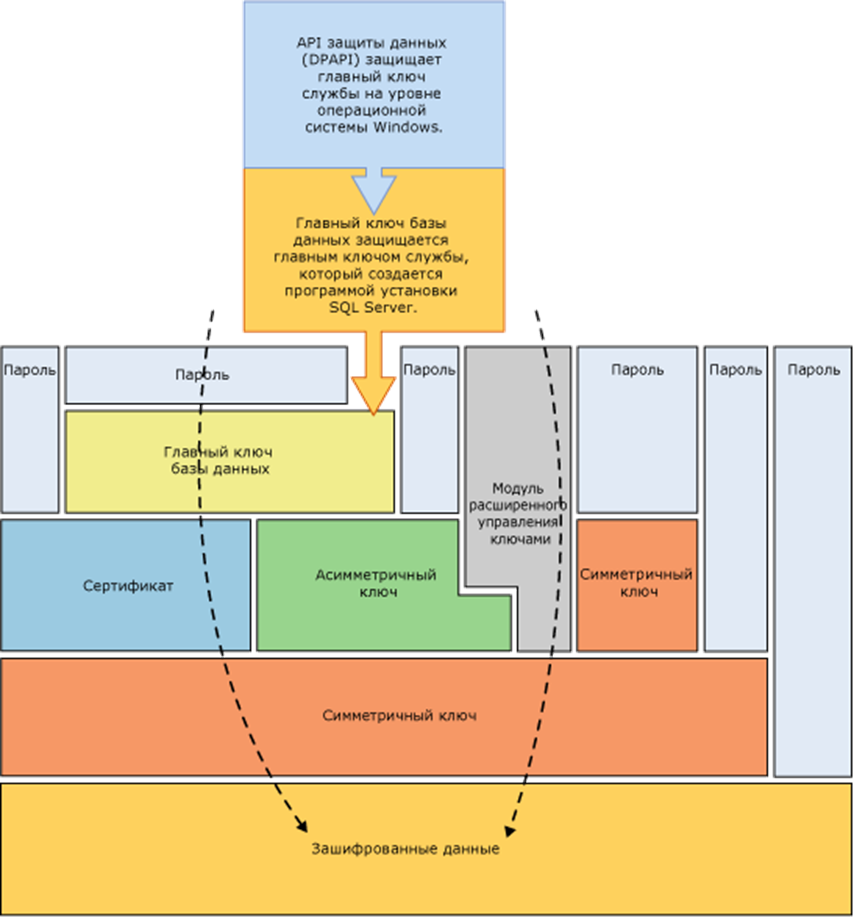 API защиты данных
(DPAPI) защищает
главный ключ
службы на уровне
операционной
системы Windows.
Главный ключ базы
данных защищается
главным ключом службы,
который создается
программой установки
SQL Server.
Пароль
Пароль
Пароль
Пароль
Пароль
Пароль
Главный ключ
базы данных
Модуль
расширенного
управления
ключами
Сертификат
Асимметричный
ключ
Симметричный
ключ
Симметричный ключ
Зашифрованные данные